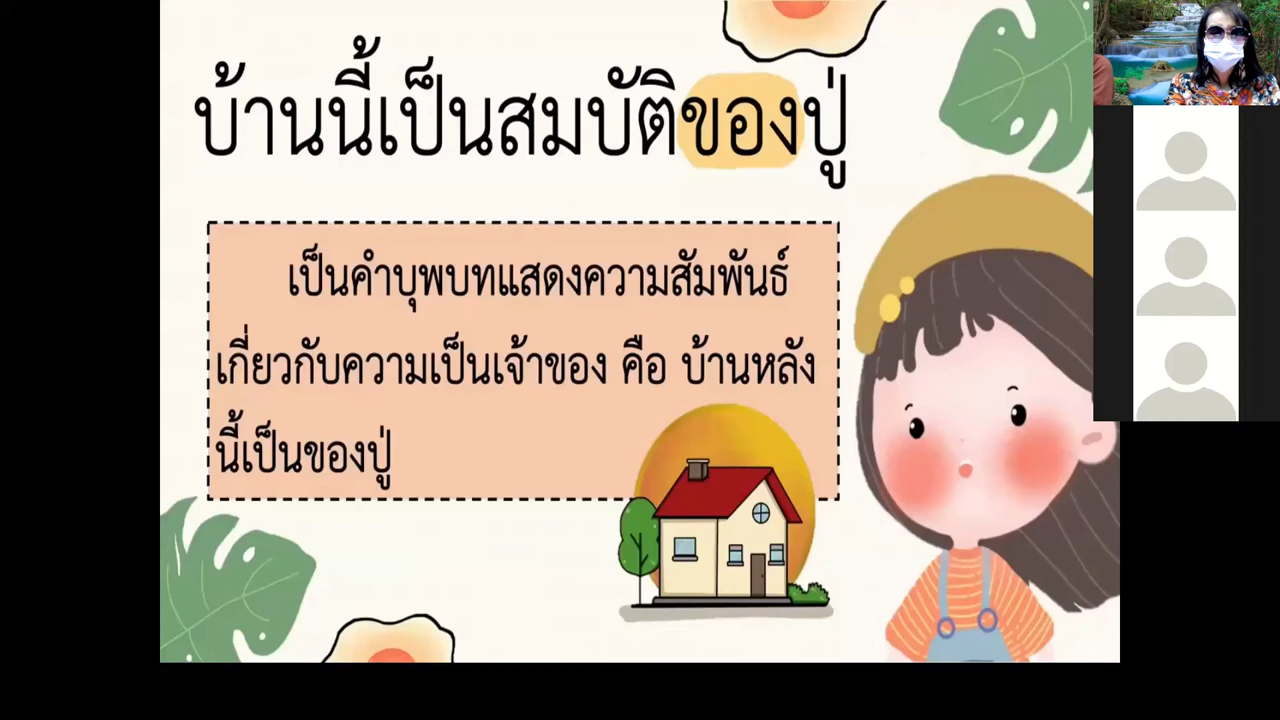 บ้านนี้เป็นสมบัติของปู่
เป็นคำบุพบทแสดงความสัมพันธ์
เกี่ยวกับความเป็นเจ้าของ คือ บ้านหลัง
นี้เป็นของปู่